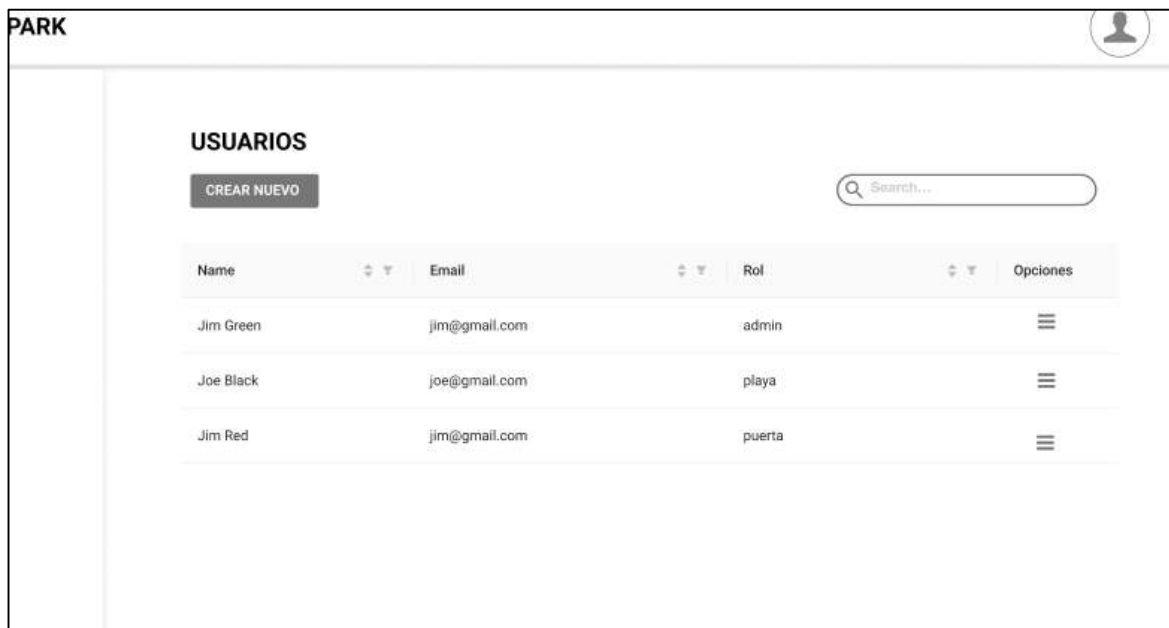 PARK
USUARIOS
CREAR NUEVO
Search...
Name Email Rol Opciones
Jim Green jim@gmail.com admin
Joe Black joe@gmail.com playa
Jim Red jim@gmail.com puerta